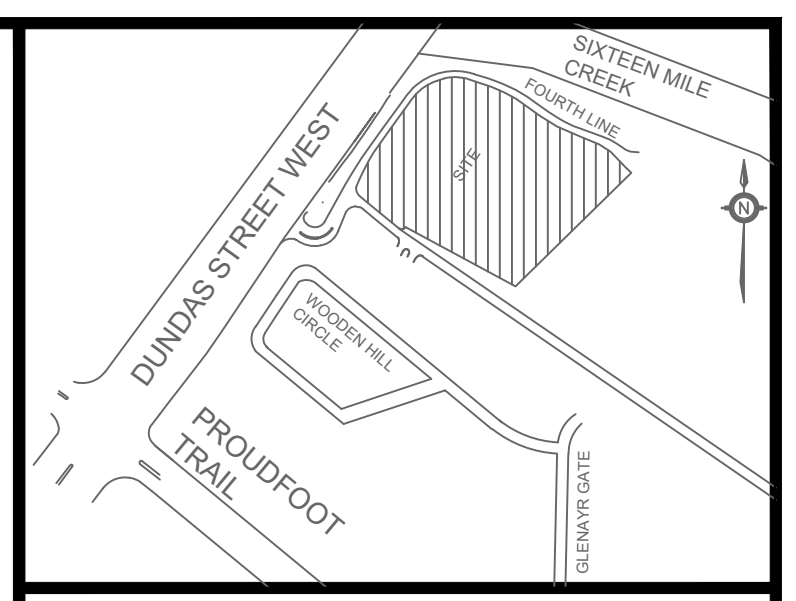 SIXTEEN MILE
CREEK
FOURTH LINE
DUNDAS STREET WEST
SITE
N
WOODEN HILL
CIRCLE
PROUDFOOT
TRAIL
GLENAYR GATE